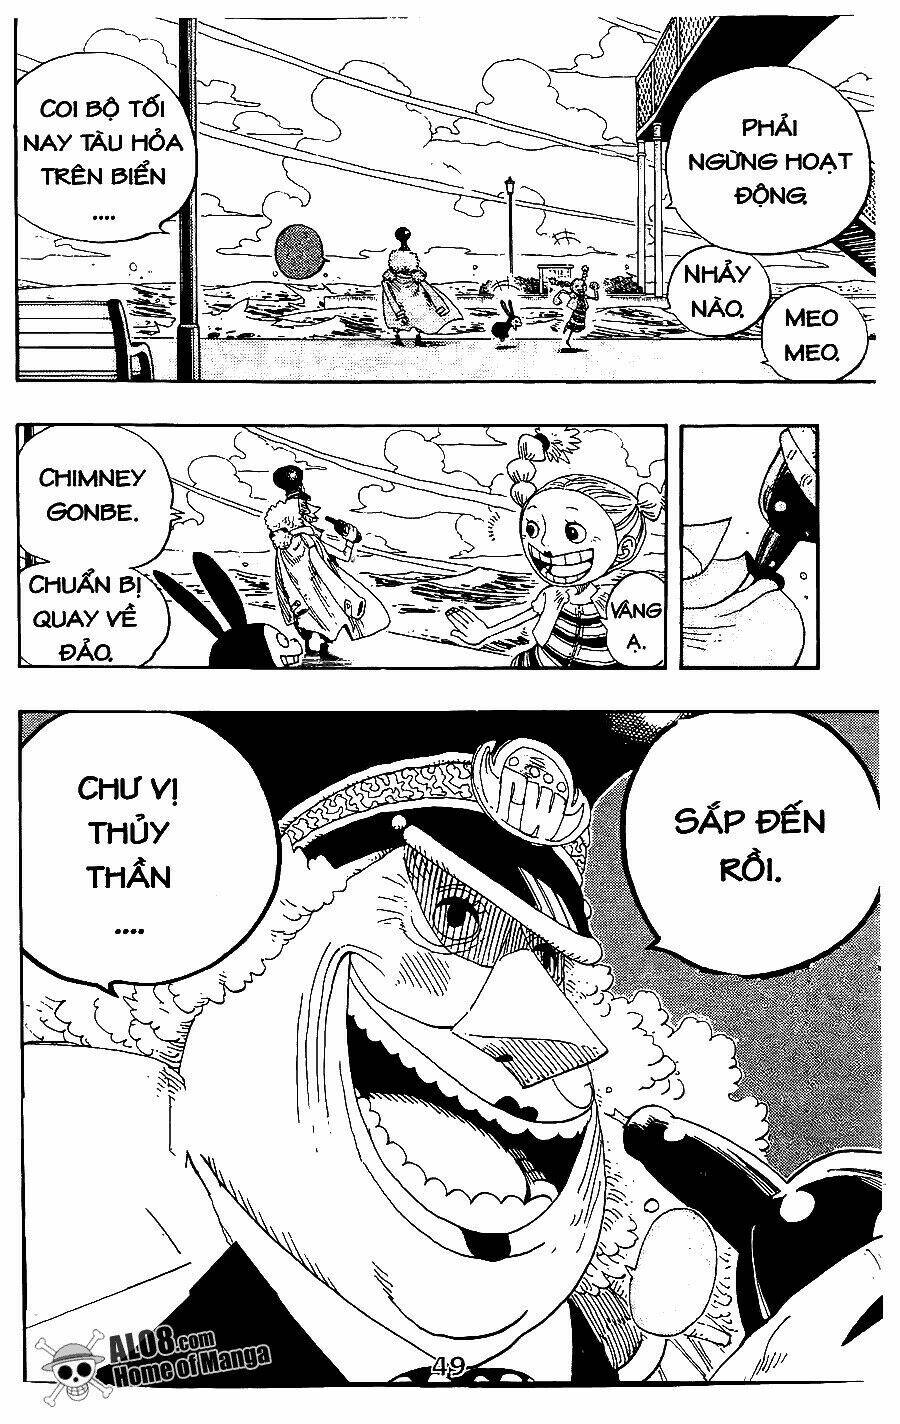 COI BỘ TỐI
NAY TÀU HỎA
TRÊN BIỂN
....
PHẢI
NGỪNG HOẠT
ĐỘNG.
NHẢY
NÀO.
MEO
MEO.
CHIMNEY
GONBE.
CHUẨN BỊ
QUAY VỀ
ĐẢO.
VÂNG
Ạ.
CHƯ VỊ
THỦY
THẦN
....
SẮP ĐẾN
RỒI.
49
ALO8.com
Home of Manga